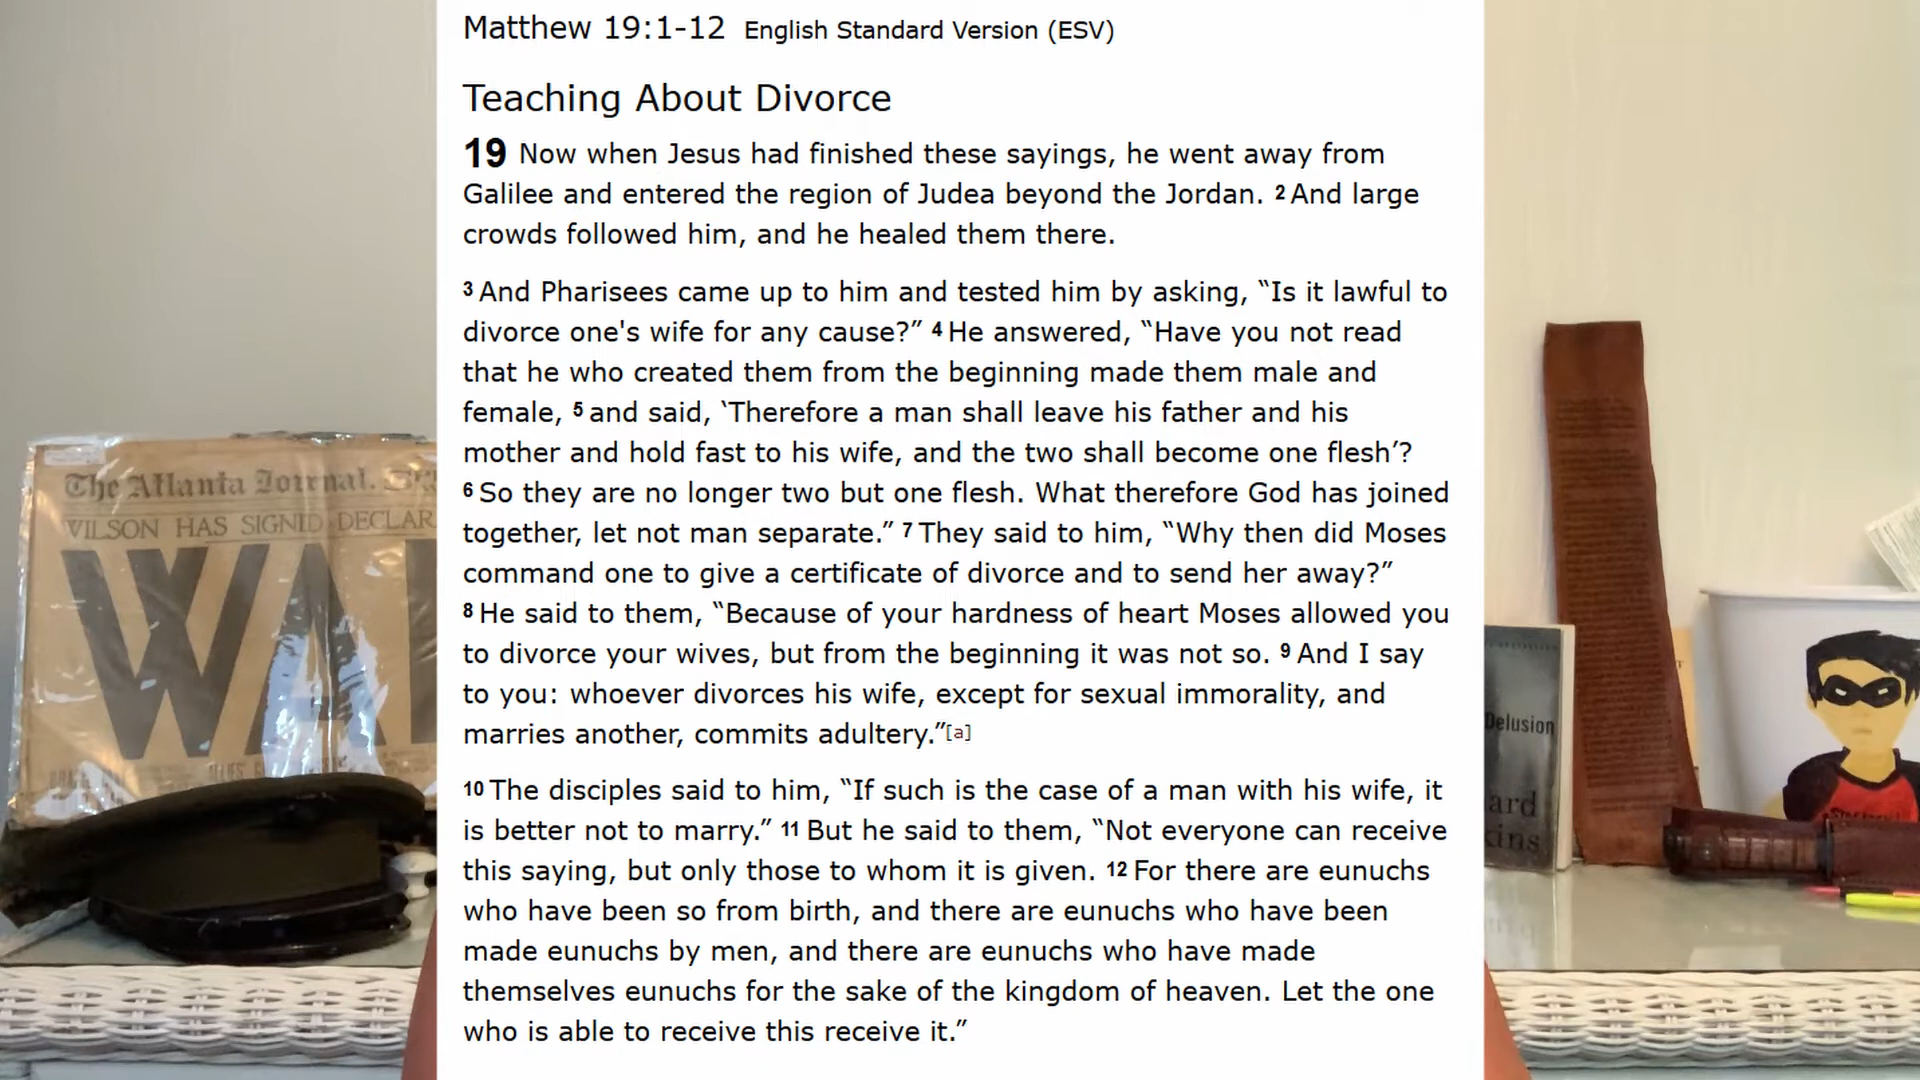 Matthew 19:1-12 English Standard Version (ESV)
Teaching About Divorce
19 Now when Jesus had finished these sayings, he went away from
Galilee and entered the region of Judea beyond the Jordan. 2 And large
crowds followed him, and he healed them there.
3 And Pharisees came up to him and tested him by asking, “Is it lawful to
divorce one's wife for any cause?” 4 He answered, “Have you not read
that he who created them from the beginning made them male and
female, 5 and said, ‘Therefore a man shall leave his father and his
mother and hold fast to his wife, and the two shall become one flesh’?
6 So they are no longer two but one flesh. What therefore God has joined
together, let not man separate.” 7 They said to him, “Why then did Moses
command one to give a certificate of divorce and to send her away?”
8 He said to them, “Because of your hardness of heart Moses allowed you
to divorce your wives, but from the beginning it was not so. 9 And I say
to you: whoever divorces his wife, except for sexual immorality, and
marries another, commits adultery.”[a]
10 The disciples said to him, “If such is the case of a man with his wife, it
is better not to marry.” 11 But he said to them, “Not everyone can receive
this saying, but only those to whom it is given. 12 For there are eunuchs
who have been so from birth, and there are eunuchs who have been
made eunuchs by men, and there are eunuchs who have made
themselves eunuchs for the sake of the kingdom of heaven. Let the one
who is able to receive this receive it.”
The Atlanta Journal.
WILSON HAS SIGNED DECLAR
WA
Delusion
ard
kins